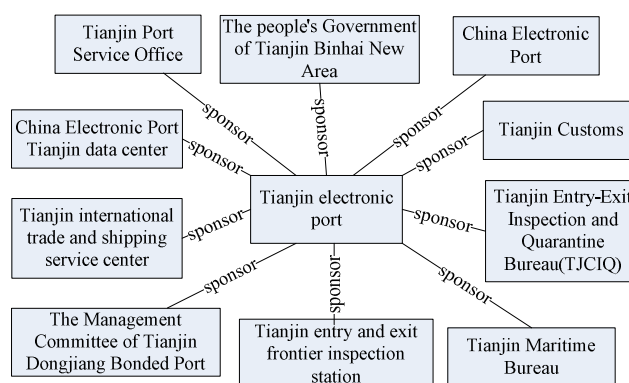 Tianjin Port
Service Office
The people's Government
of Tianjin Binhai New
Area
China Electronic
Port
sponsor
sponsor
sponsor
China Electronic Port
Tianjin data center
sponsor
sponsor
Tianjin Customs
Tianjin electronic
port
Tianjin international
trade and shipping
service center
sponsor
sponsor
Tianjin Entry-Exit
Inspection and
Quarantine
Bureau(TJCIQ)
sponsor
sponsor
sponsor
The Management
Committee of Tianjin
Dongjiang Bonded Port
Tianjin entry and exit
frontier inspection
station
Tianjin Maritime
Bureau